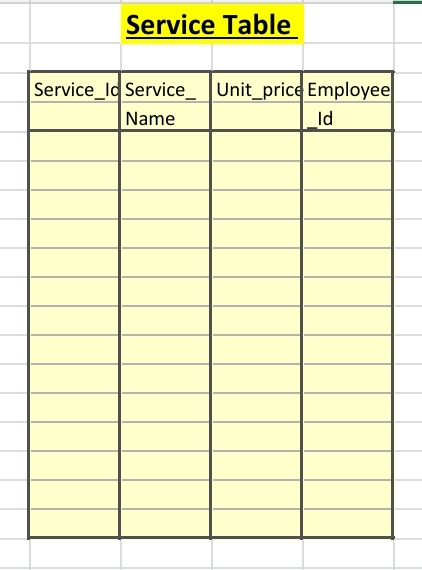 Service Table
Service_Id Service_ Unit_price Employee
Name _Id